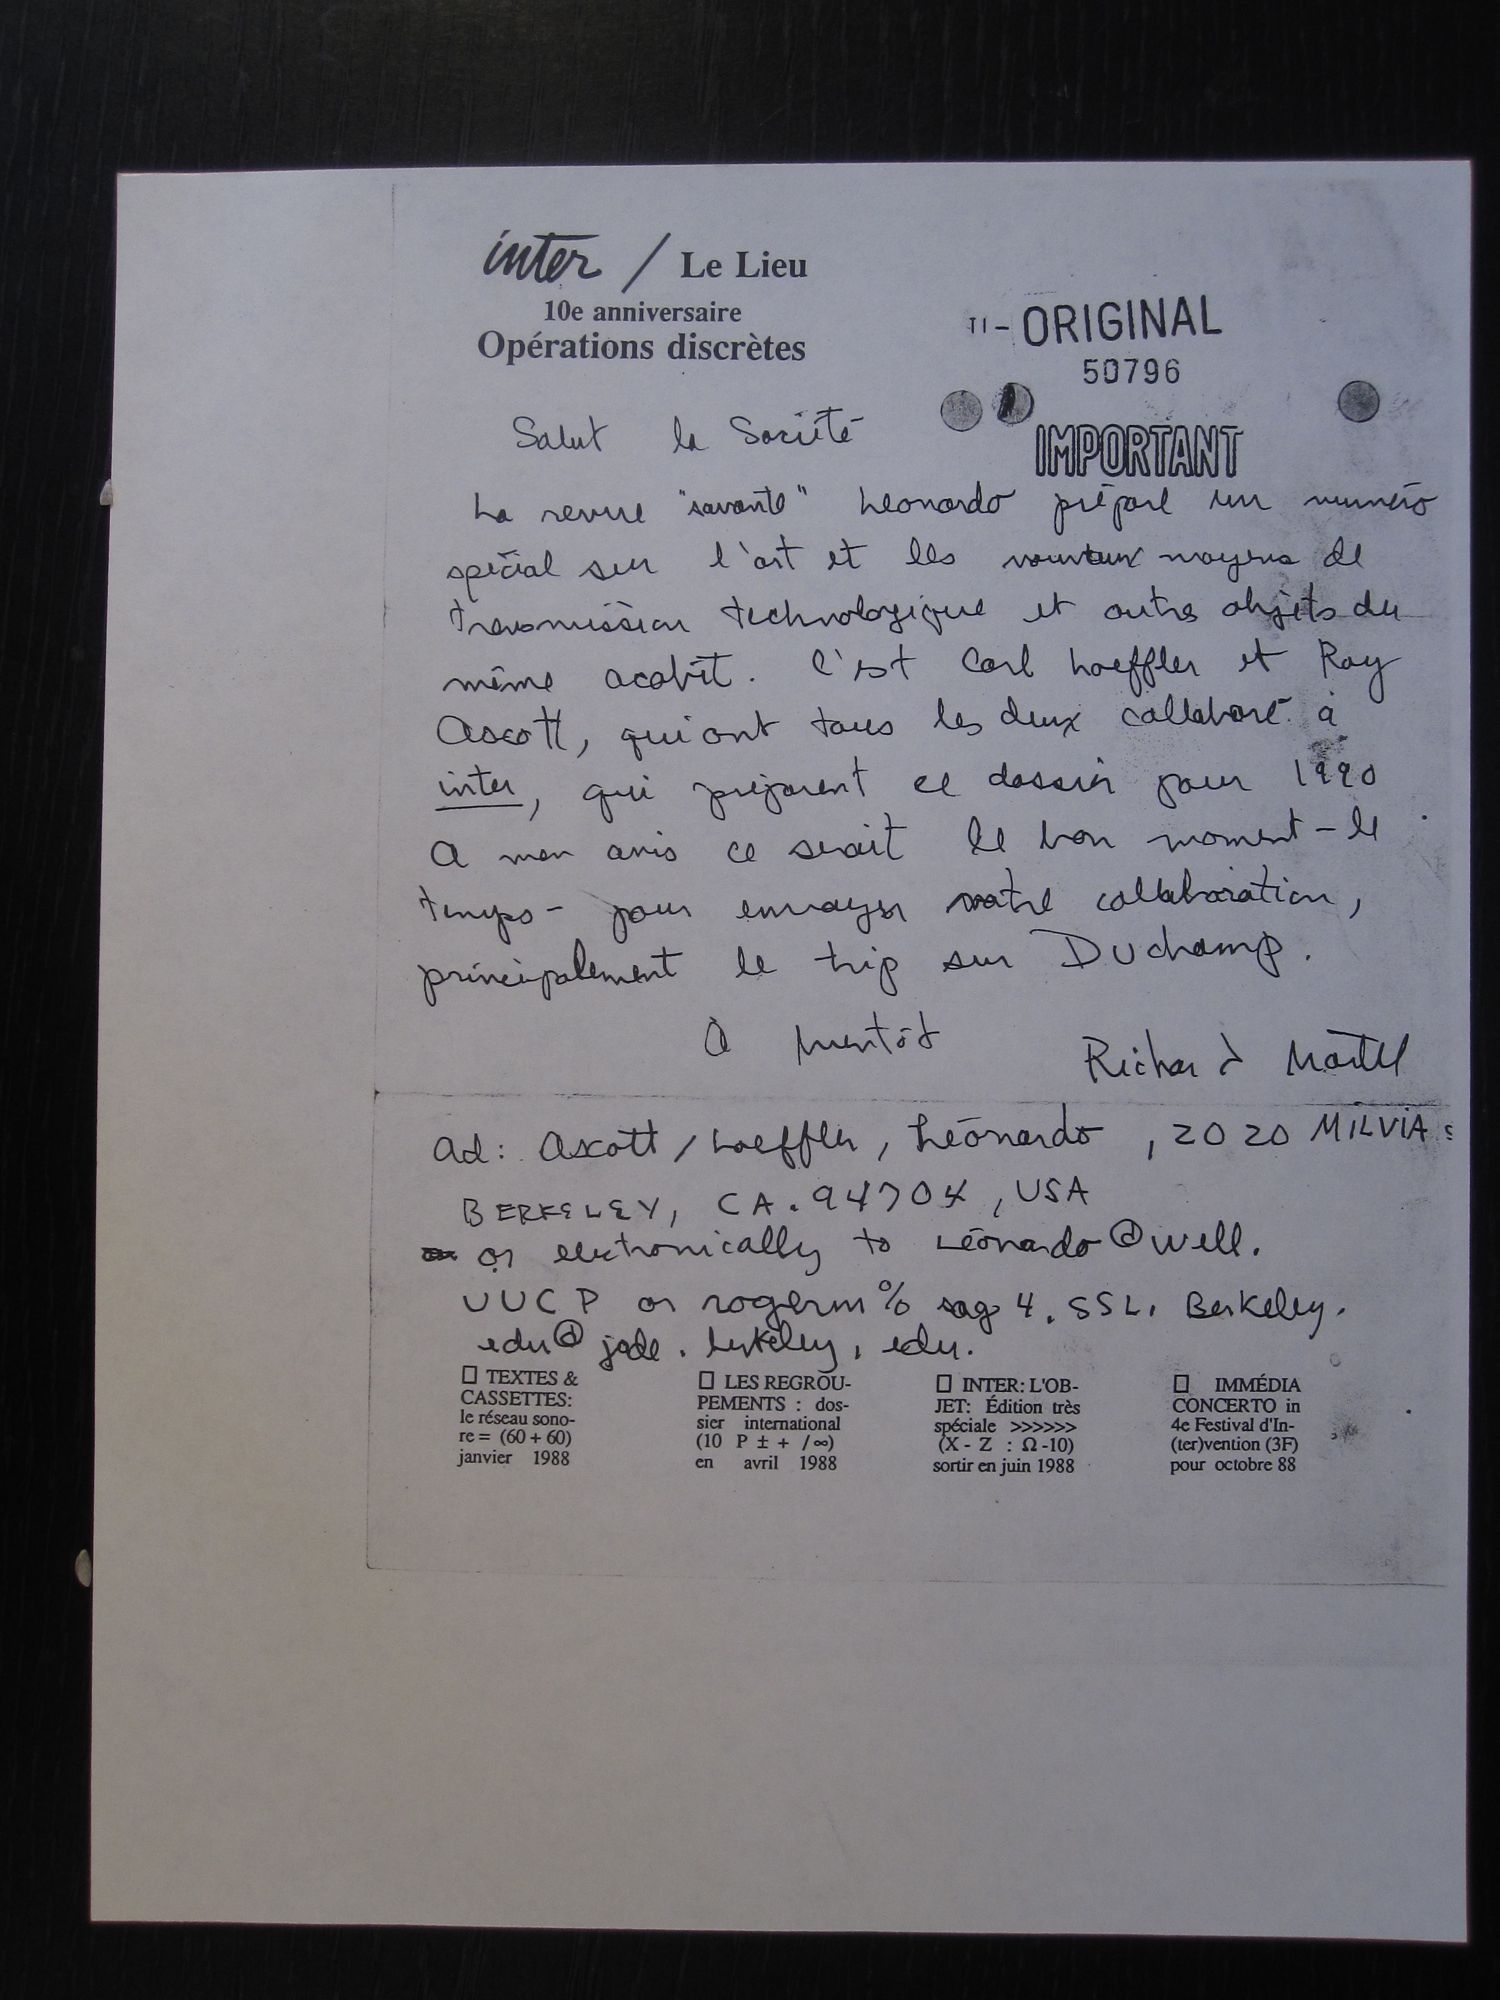 inter / Le Lieu
10e anniversaire
Opérations discrètes
TI - ORIGINAL
50796
IMPORTANT
Salut la Société
La revue "savante" Leonardo prépare un numéro
spécial sur l'art et les nouveaux moyens de
transmission technologique et autres objets du
même acabit. C'est Carl Loeffler et Roy
Ascott, qui ont tous les deux collaboré à
inter, qui préparent ce dossier pour 1990
A mon avis ce serait le bon moment - le
temps - pour envoyer votre collaboration,
principalement le trip sur Duchamp.
À bientôt
Richard Martel
Ad: Ascott / Loeffler, Léonardo, 2020 MILVIA
BERKELEY, CA. 94704, USA
or electronically to Léonardo@well.
UUCP or rogerm% sag 4. SSL. Berkeley.
edu@jade. berkeley. edu.
☐ TEXTES &
CASSETTES:
le réseau sono-
re = (60 + 60)
janvier 1988
☐ LES REGROU-
PEMENTS : dos-
sier international
(10 P ± + / ∞)
en avril 1988
☐ INTER: L'OB-
JET: Édition très
spéciale >>>>>>
(X - Z : Ω -10)
sortir en juin 1988
☐ IMMÉDIA
CONCERTO in
4e Festival d'In-
(ter)vention (3F)
pour octobre 88